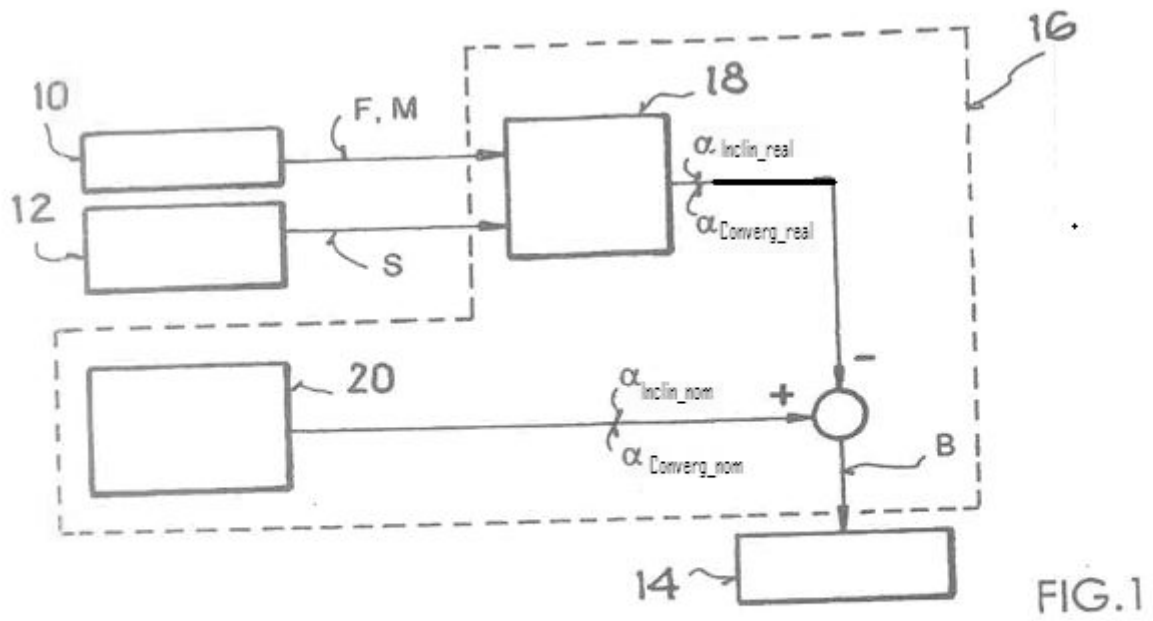 16
10
F, M
18
α Inclin_real
12
S
α Converg_real
20
α Inclin_nom
-
+
α Converg_nom
B
14
FIG.1